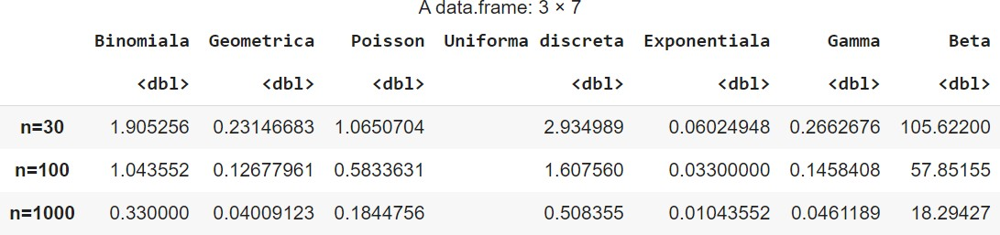 A data.frame: 3 × 7
Binomiala Geometrica Poisson Uniforma discreta Exponentiala Gamma Beta
<dbl> <dbl> <dbl> <dbl> <dbl> <dbl> <dbl>
n=30 1.905256 0.23146683 1.0650704 2.934989 0.06024948 0.2662676 105.62200
n=100 1.043552 0.12677961 0.5833631 1.607560 0.03300000 0.1458408 57.85155
n=1000 0.330000 0.04009123 0.1844756 0.508355 0.01043552 0.0461189 18.29427